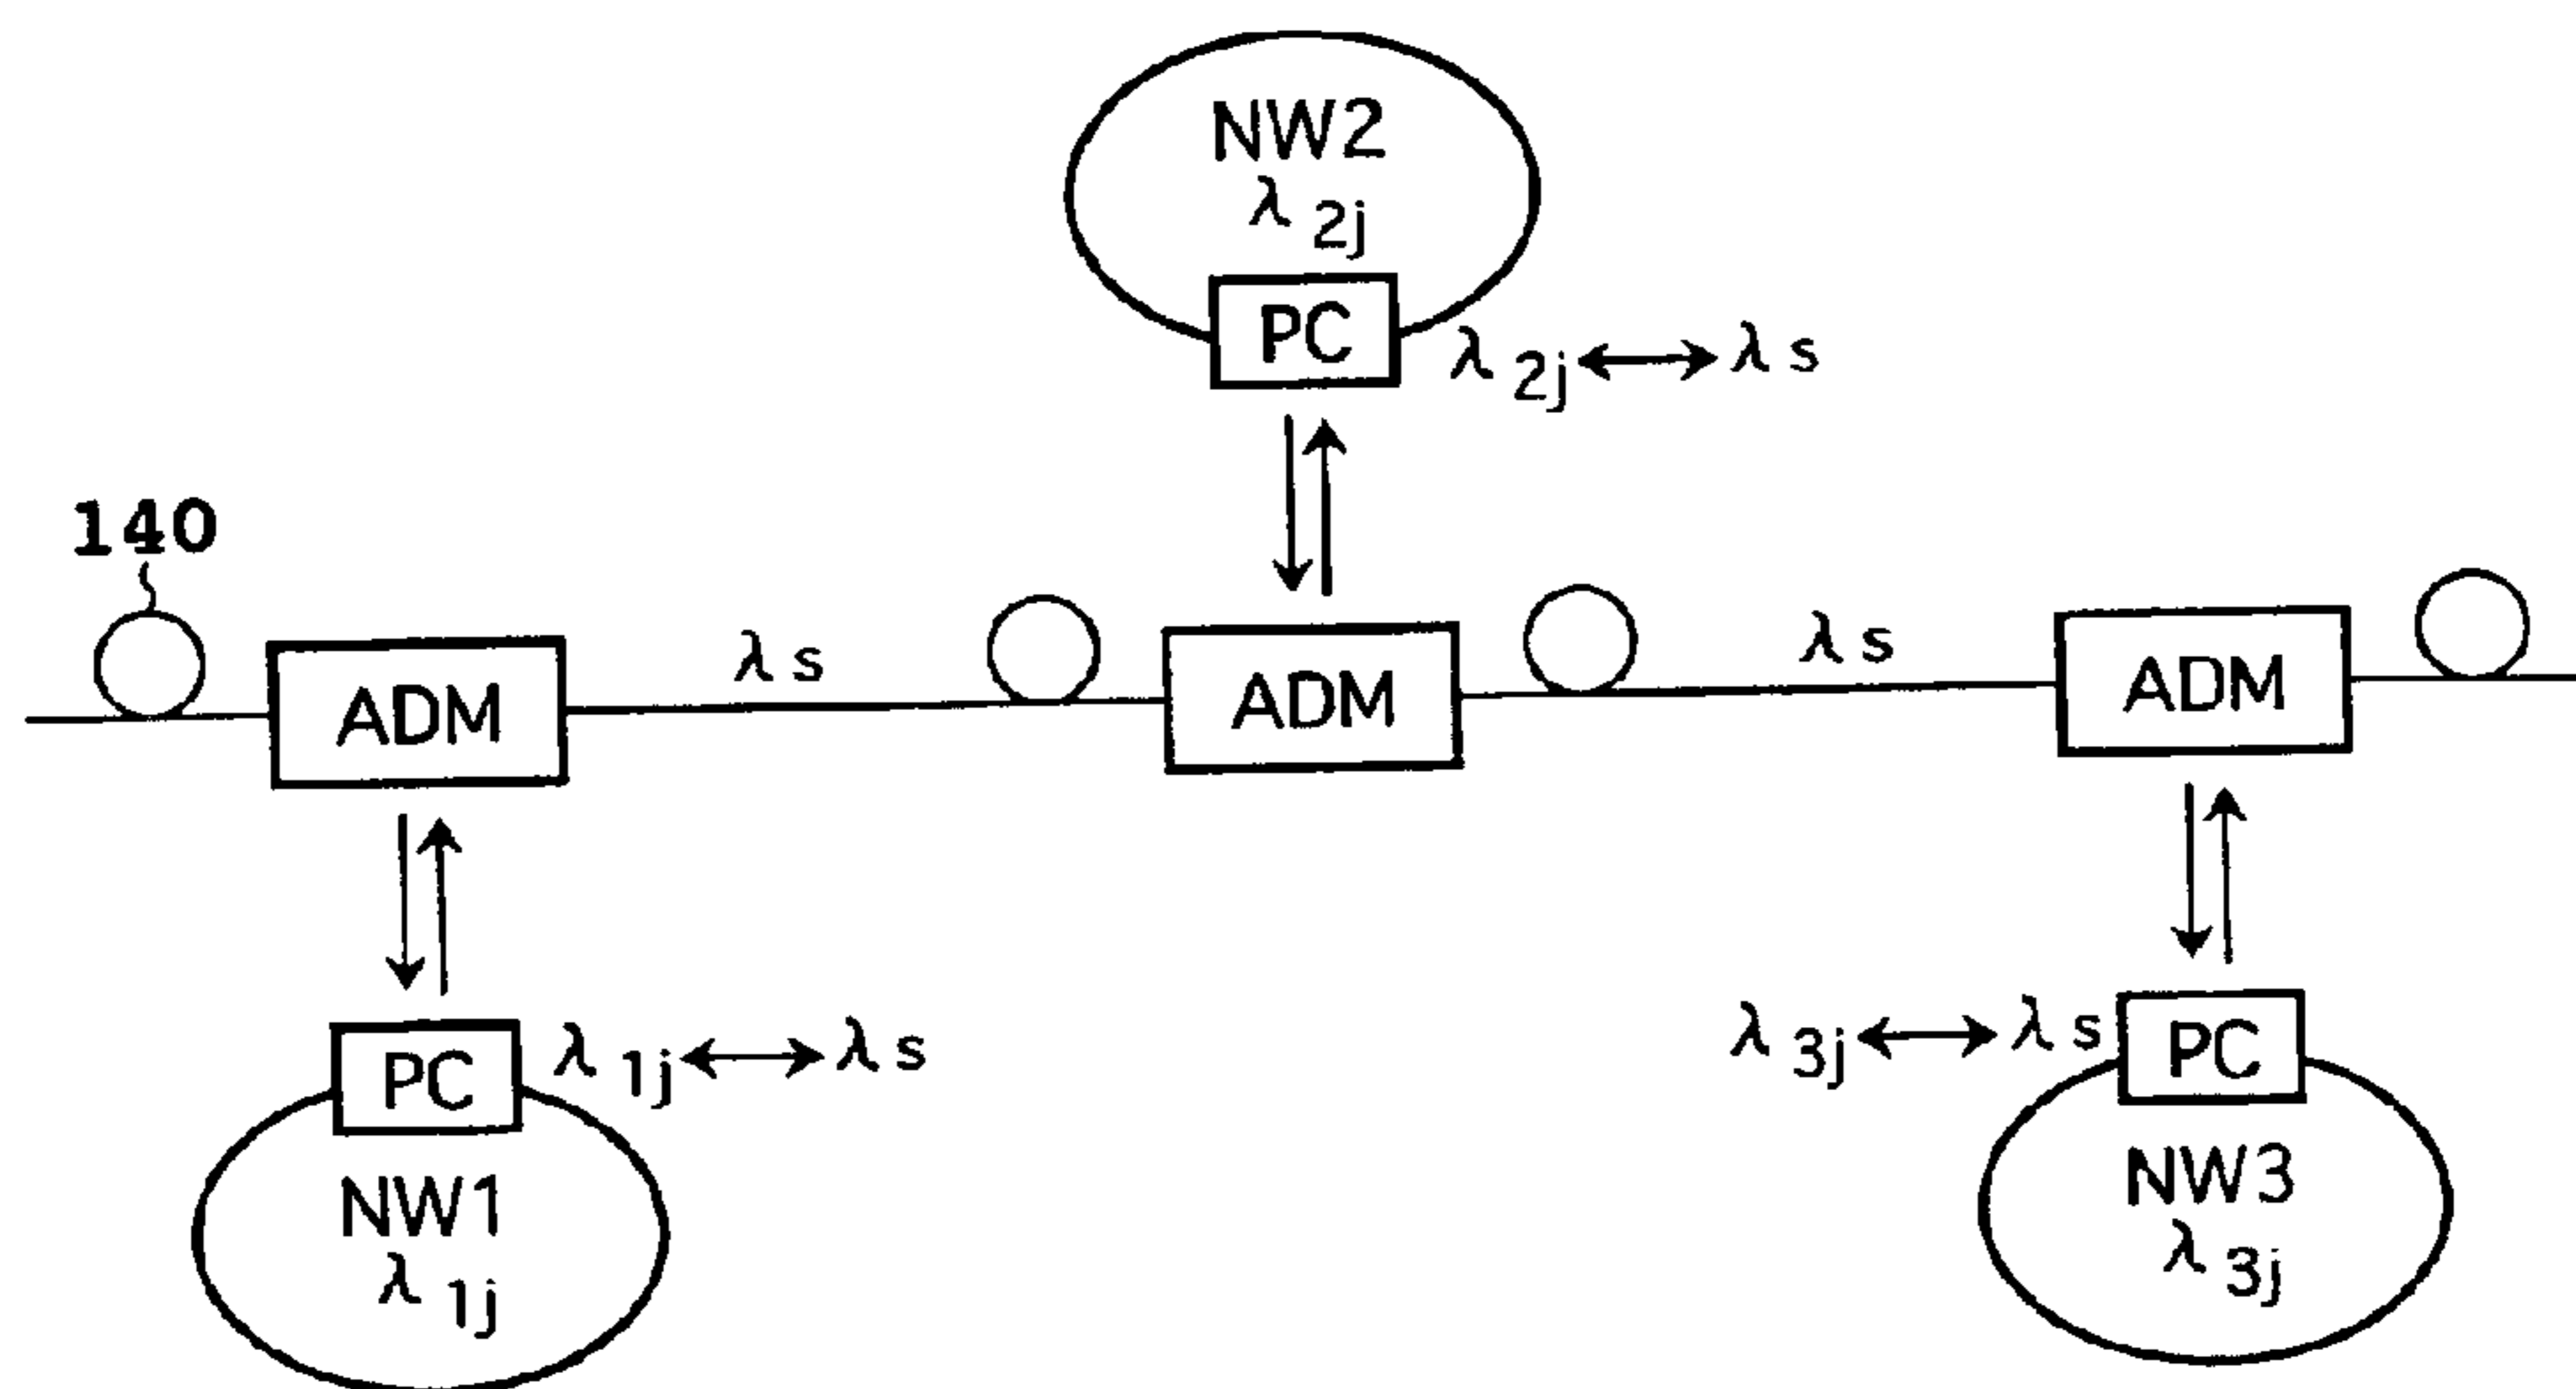 NW2
λ 2j
PC
λ 2j ↔ λ s
140
ADM
λ s
ADM
λ s
ADM
PC
λ 1j ↔ λ s
NW1
λ 1j
λ 3j ↔ λ s
PC
NW3
λ 3j